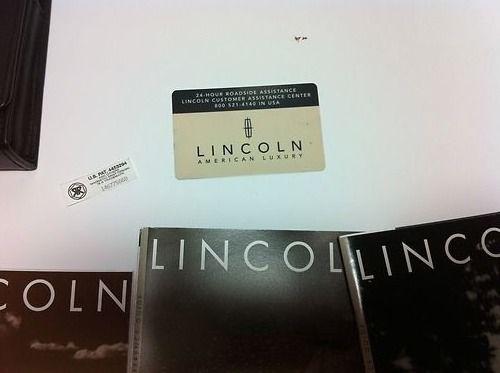 24-HOUR ROADSIDE ASSISTANCE
LINCOLN CUSTOMER ASSISTANCE CENTER
800 521-4140 IN USA
LINCOLN
AMERICAN LUXURY
U.S. PAT.
COLN
LINCOL
LINCO